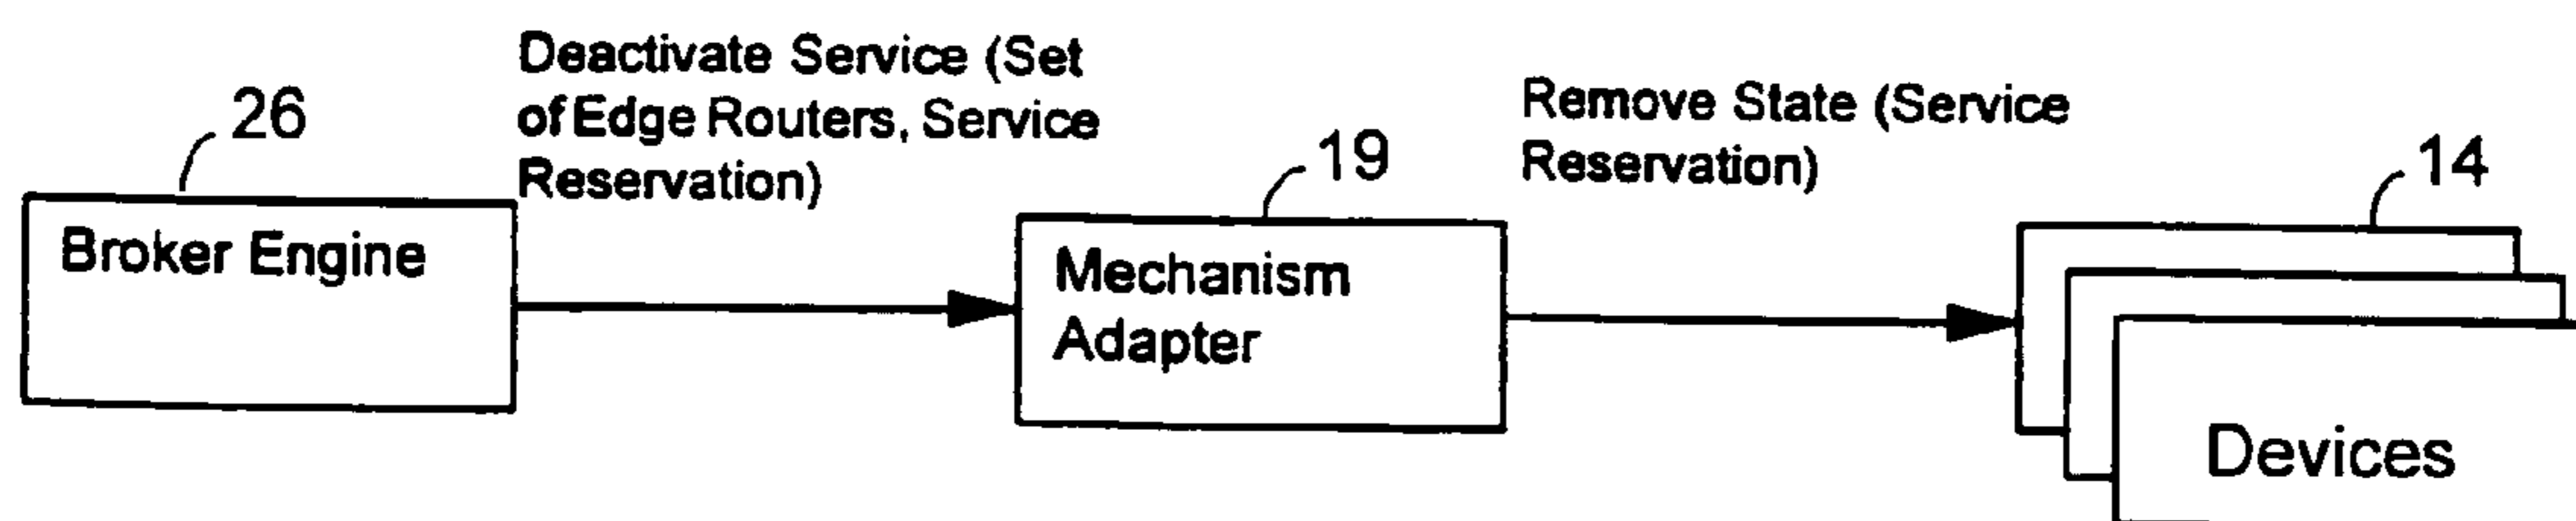 Deactivate Service (Set
of Edge Routers, Service
Reservation)
26
Remove State (Service
Reservation)
19
14
Broker Engine
Mechanism
Adapter
Devices